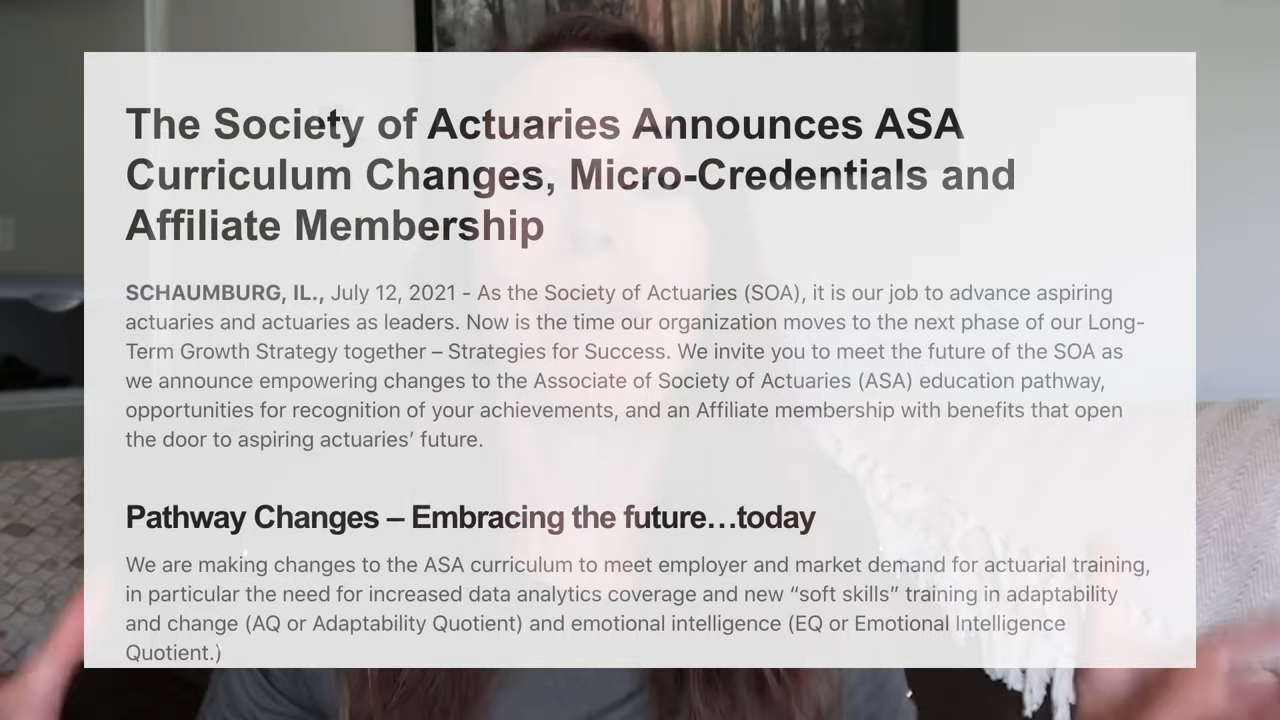 The Society of Actuaries Announces ASA
Curriculum Changes, Micro-Credentials and
Affiliate Membership
SCHAUMBURG, IL., July 12, 2021 - As the Society of Actuaries (SOA), it is our job to advance aspiring
actuaries and actuaries as leaders. Now is the time our organization moves to the next phase of our Long-
Term Growth Strategy together – Strategies for Success. We invite you to meet the future of the SOA as
we announce empowering changes to the Associate of Society of Actuaries (ASA) education pathway,
opportunities for recognition of your achievements, and an Affiliate membership with benefits that open
the door to aspiring actuaries’ future.
Pathway Changes – Embracing the future…today
We are making changes to the ASA curriculum to meet employer and market demand for actuarial training,
in particular the need for increased data analytics coverage and new “soft skills” training in adaptability
and change (AQ or Adaptability Quotient) and emotional intelligence (EQ or Emotional Intelligence
Quotient.)